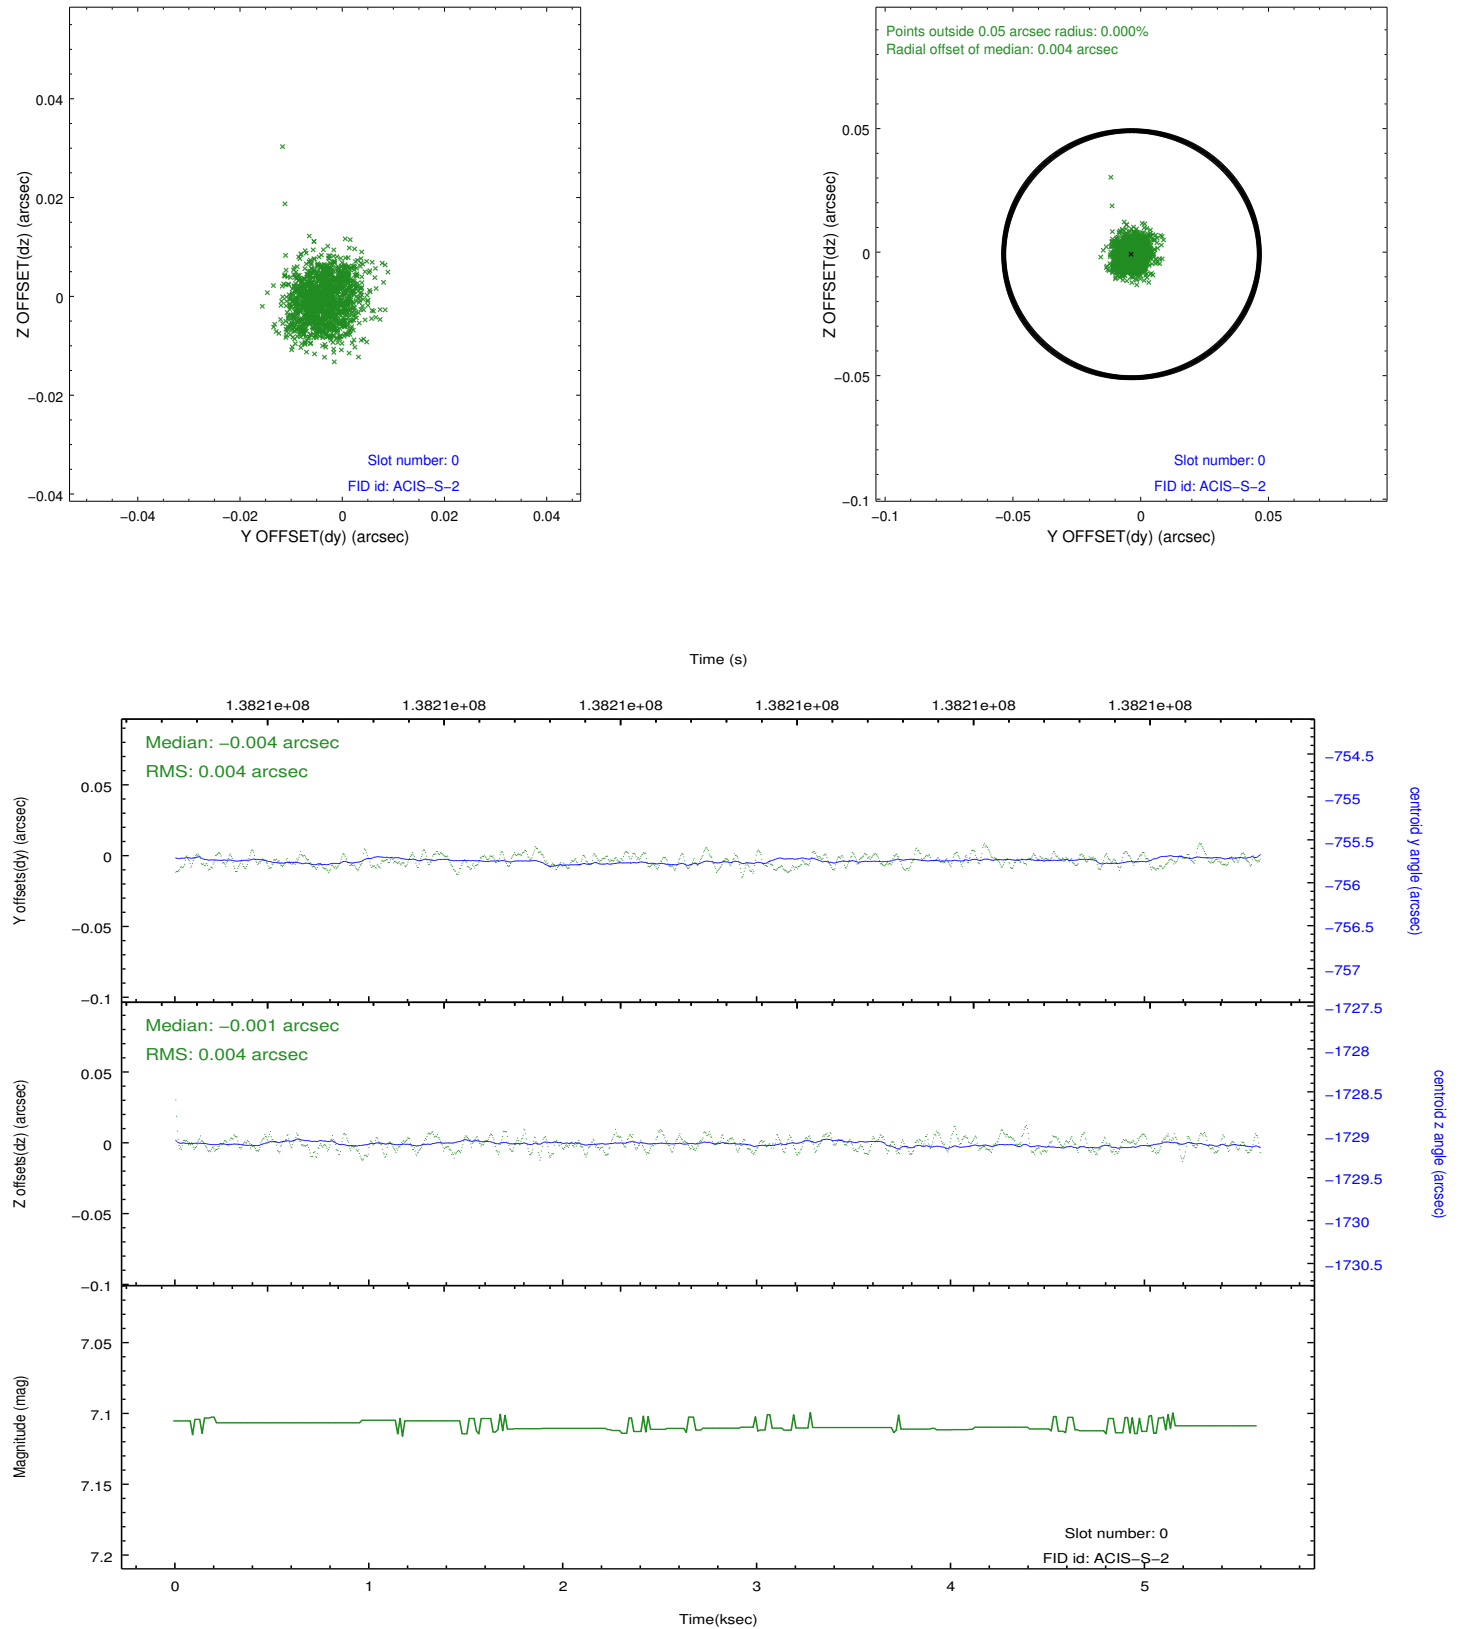 0.04
0.02
0
−0.02
−0.04
Z OFFSET(dz) (arcsec)
Slot number: 0
FID id: ACIS−S−2
−0.04 −0.02 0 0.02 0.04
Y OFFSET(dy) (arcsec)
Points outside 0.05 arcsec radius: 0.000%
Radial offset of median: 0.004 arcsec
0.05
0
−0.05
−0.1
Z OFFSET(dz) (arcsec)
Slot number: 0
FID id: ACIS−S−2
−0.1 −0.05 0 0.05
Y OFFSET(dy) (arcsec)
Time (s)
1.3821e+08 1.3821e+08 1.3821e+08 1.3821e+08 1.3821e+08 1.3821e+08
Median: −0.004 arcsec
RMS: 0.004 arcsec
0.05
0
−0.05
−0.1
Y offsets(dy) (arcsec)
−754.5
−755
−755.5
−756
−756.5
−757
centroid y angle (arcsec)
Median: −0.001 arcsec
RMS: 0.004 arcsec
0.05
0
−0.05
−0.1
Z offsets(dz) (arcsec)
−1727.5
−1728
−1728.5
−1729
−1729.5
−1730
−1730.5
centroid z angle (arcsec)
7.05
7.1
7.15
7.2
Magnitude (mag)
Slot number: 0
FID id: ACIS−S−2
0 1 2 3 4 5
Time(ksec)